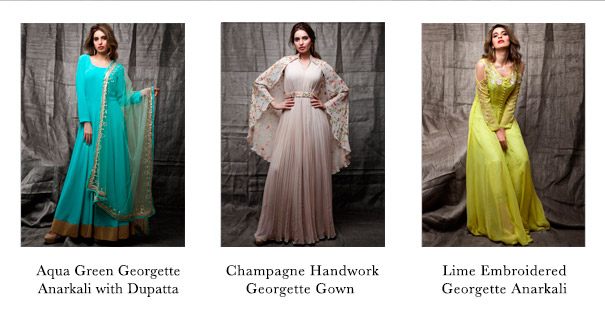 Aqua Green Georgette
Anarkali with Dupatta
Champagne Handwork
Georgette Gown
Lime Embroidered
Georgette Anarkali